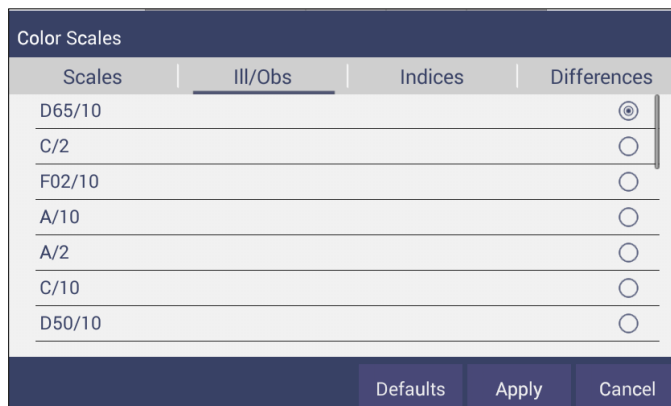 Color Scales
Scales Ill/Obs Indices Differences
D65/10
C/2
F02/10
A/10
A/2
C/10
D50/10
Defaults Apply Cancel